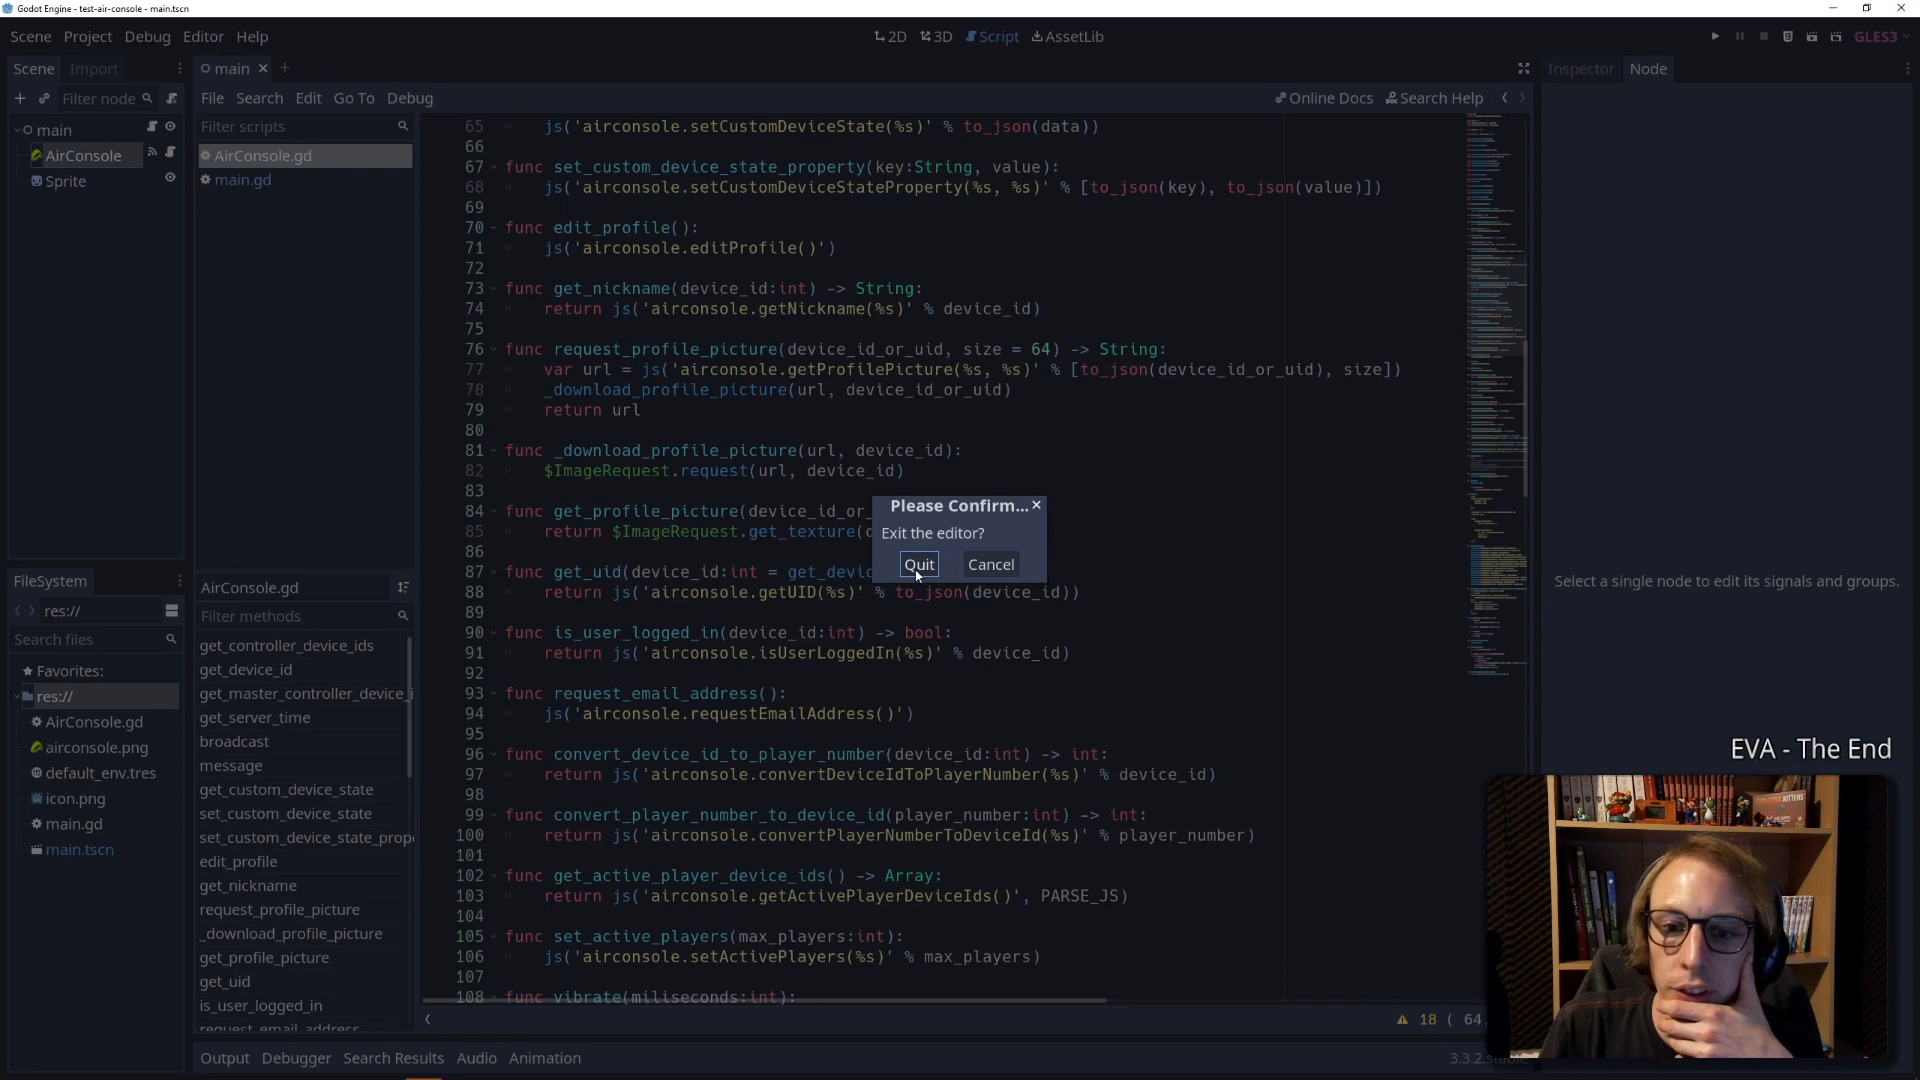 Godot Engine - test-air-console - main.tscn
Scene Project Debug Editor Help
2D 3D Script AssetLib
GLES3
Scene Import
main
Inspector Node
Filter node
File Search Edit Go To Debug
Online Docs Search Help
main
AirConsole
Sprite
Filter scripts
AirConsole.gd
main.gd
65 js('airconsole.setCustomDeviceState(%s)' % to_json(data))
66
67 func set_custom_device_state_property(key:String, value):
68 js('airconsole.setCustomDeviceStateProperty(%s, %s)' % [to_json(key), to_json(value)])
69
70 func edit_profile():
71 js('airconsole.editProfile()')
72
73 func get_nickname(device_id:int) -> String:
74 return js('airconsole.getNickname(%s)' % device_id)
75
76 func request_profile_picture(device_id_or_uid, size = 64) -> String:
77 var url = js('airconsole.getProfilePicture(%s, %s)' % [to_json(device_id_or_uid), size])
78 _download_profile_picture(url, device_id_or_uid)
79 return url
80
81 func _download_profile_picture(url, device_id):
82 $ImageRequest.request(url, device_id)
83
84 func get_profile_picture(device_id_or_
85 return $ImageRequest.get_texture(
86
87 func get_uid(device_id:int = get_devic
88 return js('airconsole.getUID(%s)' % to_json(device_id))
89
90 func is_user_logged_in(device_id:int) -> bool:
91 return js('airconsole.isUserLoggedIn(%s)' % device_id)
92
93 func request_email_address():
94 js('airconsole.requestEmailAddress()')
95
96 func convert_device_id_to_player_number(device_id:int) -> int:
97 return js('airconsole.convertDeviceIdToPlayerNumber(%s)' % device_id)
98
99 func convert_player_number_to_device_id(player_number:int) -> int:
100 return js('airconsole.convertPlayerNumberToDeviceId(%s)' % player_number)
101
102 func get_active_player_device_ids() -> Array:
103 return js('airconsole.getActivePlayerDeviceIds()', PARSE_JS)
104
105 func set_active_players(max_players:int):
106 js('airconsole.setActivePlayers(%s)' % max_players)
107
108 func vibrate(miliseconds:int):
Please Confirm...
Exit the editor?
Quit Cancel
Select a single node to edit its signals and groups.
FileSystem
res://
Search files
Favorites:
res://
AirConsole.gd
airconsole.png
default_env.tres
icon.png
main.gd
main.tscn
AirConsole.gd
Filter methods
get_controller_device_ids
get_device_id
get_master_controller_device_i
get_server_time
broadcast
message
get_custom_device_state
set_custom_device_state
set_custom_device_state_prope
edit_profile
get_nickname
request_profile_picture
_download_profile_picture
get_profile_picture
get_uid
is_user_logged_in
request_email_address
EVA - The End
18 ( 64,
Output Debugger Search Results Audio Animation
3.3.2.stable